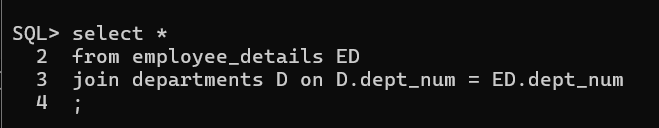 SQL> select *
  2  from employee_details ED
  3  join departments D on D.dept_num = ED.dept_num
  4  ;